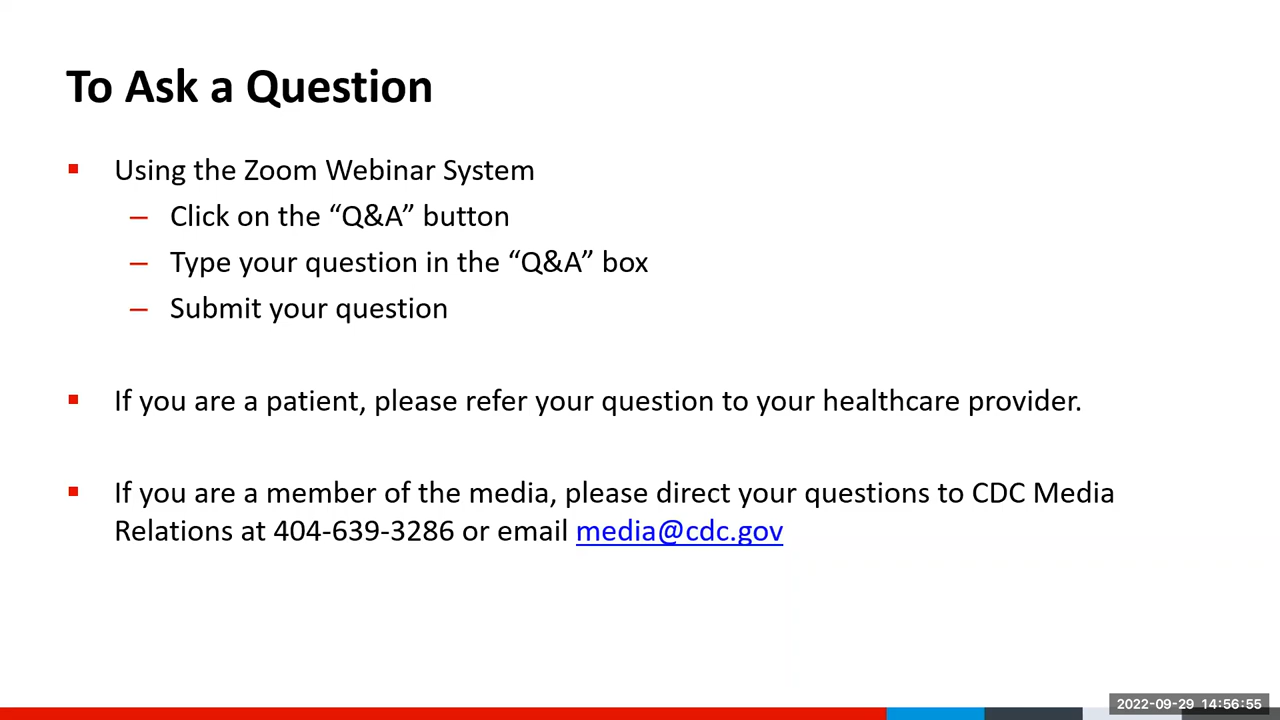 To Ask a Question
▪ Using the Zoom Webinar System
– Click on the “Q&A” button
– Type your question in the “Q&A” box
– Submit your question
▪ If you are a patient, please refer your question to your healthcare provider.
▪ If you are a member of the media, please direct your questions to CDC Media
Relations at 404-639-3286 or email media@cdc.gov
2022-09-29 14:56:55